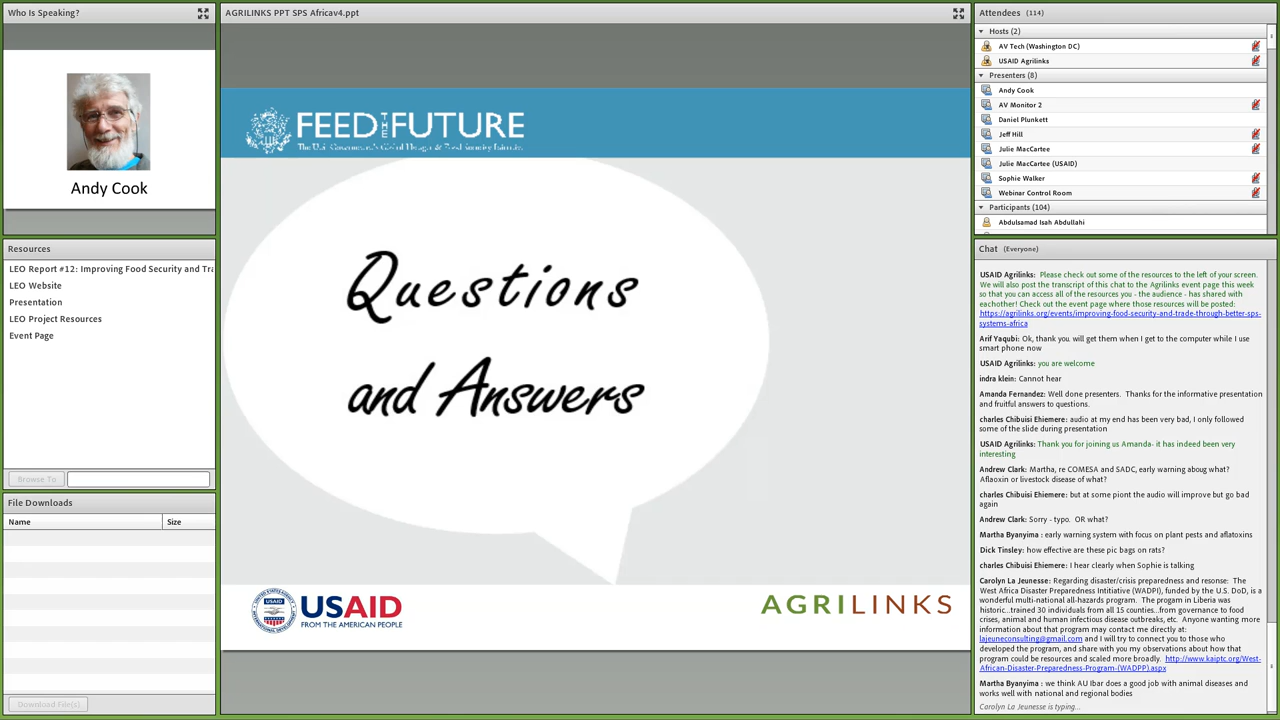 Who Is Speaking?
Andy Cook
Resources
LEO Report #12: Improving Food Security and Tra
LEO Website
Presentation
LEO Project Resources
Event Page
Browse To
File Downloads
Name Size
Download File(s)
AGRILINKS PPT SPS Africav4.ppt
FEED THE FUTURE
The U.S. Government's Global Hunger & Food Security Initiative
Questions
and Answers
USAID
FROM THE AMERICAN PEOPLE
AGRILINKS
Attendees (114)
Hosts (2)
AV Tech (Washington DC)
USAID Agrilinks
Presenters (8)
Andy Cook
AV Monitor 2
Daniel Plunkett
Jeff Hill
Julie MacCartee
Julie MacCartee (USAID)
Sophie Walker
Webinar Control Room
Participants (104)
Abdulsamad Isah Abdullahi
Chat (Everyone)
USAID Agrilinks: Please check out some of the resources to the left of your screen.
We will also post the transcript of this chat to the Agrilinks event page this week
so that you can access all of the resources you - the audience - has shared with
eachother! Check out the event page where those resources will be posted:
https://agrilinks.org/events/improving-food-security-and-trade-through-better-sps-
systems-africa
Arif Yaqubi: Ok, thank you. will get them when I get to the computer while I use
smart phone now
USAID Agrilinks: you are welcome
indra klein: Cannot hear
Amanda Fernandez: Well done presenters. Thanks for the informative presentation
and fruitful answers to questions.
charles Chibuisi Ehiemere: audio at my end has been very bad, I only followed
some of the slide during presentation
USAID Agrilinks: Thank you for joining us Amanda- it has indeed been very
interesting
Andrew Clark: Martha, re COMESA and SADC, early warning aboug what?
Aflaoxin or livestock disease of what?
charles Chibuisi Ehiemere: but at some piont the audio will improve but go bad
again
Andrew Clark: Sorry - typo. OR what?
Martha Byanyima : early warning system with focus on plant pests and aflatoxins
Dick Tinsley: how effective are these pic bags on rats?
charles Chibuisi Ehiemere: I hear clearly when Sophie is talking
Carolyn La Jeunesse: Regarding disaster/crisis preparedness and resonse: The
West Africa Disaster Preparedness Intitiative (WADPI), funded by the U.S. DoD, is a
wonderful multi-national all-hazards program. The progam in Liberia was
historic...trained 30 individuals from all 15 counties...from governance to food
crises, animal and human infectious disease outbreaks, etc. Anyone wanting more
information about that program may contact me directly at:
lajeuneconsulting@gmail.com and I will try to connect you to those who
developed the program, and share with you my observations about how that
program could be resources and scaled more broadly. http://www.kaiptc.org/West-
African-Disaster-Preparedness-Program-(WADPP).aspx
Martha Byanyima : we think AU Ibar does a good job with animal diseases and
works well with national and regional bodies
Carolyn La Jeunesse is typing...